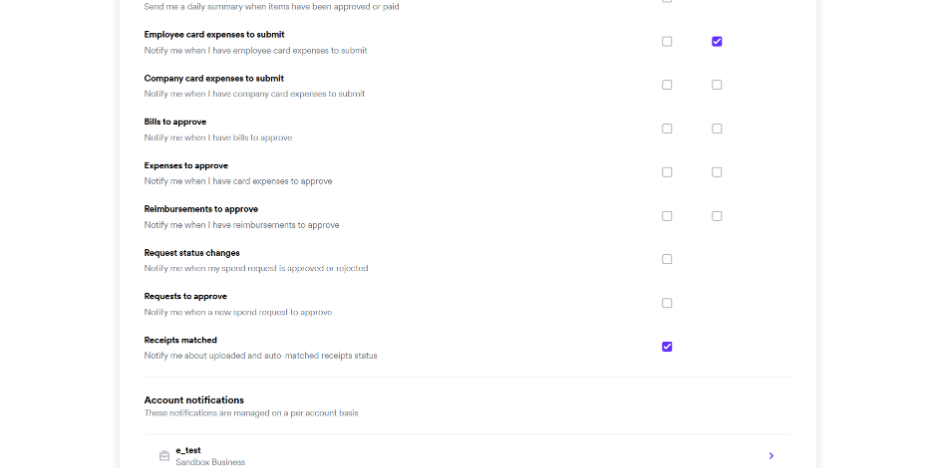 Send me a daily summary when items have been approved or paid
Employee card expenses to submit
Notify me when I have employee card expenses to submit
Company card expenses to submit
Notify me when I have company card expenses to submit
Bills to approve
Notify me when I have bills to approve
Expenses to approve
Notify me when I have card expenses to approve
Reimbursements to approve
Notify me when I have reimbursements to approve
Request status changes
Notify me when my spend request is approved or rejected
Requests to approve
Notify me when a new spend request to approve
Receipts matched
Notify me about uploaded and auto-matched receipts status
Account notifications
These notifications are managed on a per account basis
e_test
Sandbox Business